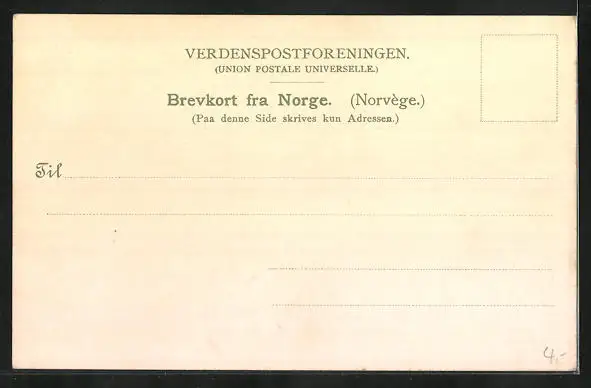 VERDENSPOSTFORENINGEN.
(UNION POSTALE UNIVERSELLE.)
Brevkort fra Norge. (Norvège.)
(Paa denne Side skrives kun Adressen.)
Til
4,-